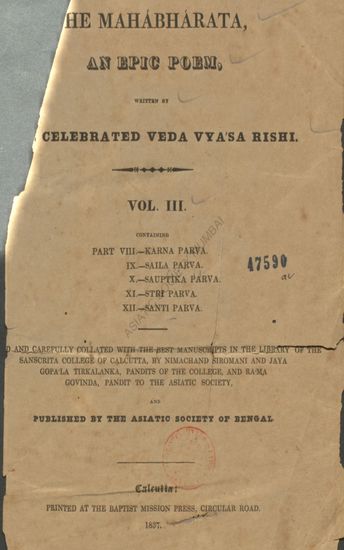 HE MAHÁBHÁRATA,
AN EPIC POEM,
WRITTEN BY
CELEBRATED VEDA VYA'SA RISHI.
VOL. III.
CONTAINING
PART VIII.—KARNA PARVA.
IX.—SAILA PARVA.
X.—SAUPTIKA PARVA.
XI.—STRI PARVA.
XII.—SANTI PARVA.
47590
D AND CAREFULLY COLLATED WITH THE BEST MANUSCRIPTS IN THE LIBRARY OF THE
SANSCRITA COLLEGE OF CALCUTTA, BY NIMACHAND SIROMANI AND JAYA
GOPA'LA TIRKALANKA, PANDITS OF THE COLLEGE, AND RA'MA
GOVINDA, PANDIT TO THE ASIATIC SOCIETY,
AND
PUBLISHED BY THE ASIATIC SOCIETY OF BENGAL
Calcutta:
PRINTED AT THE BAPTIST MISSION PRESS, CIRCULAR ROAD.
1837.